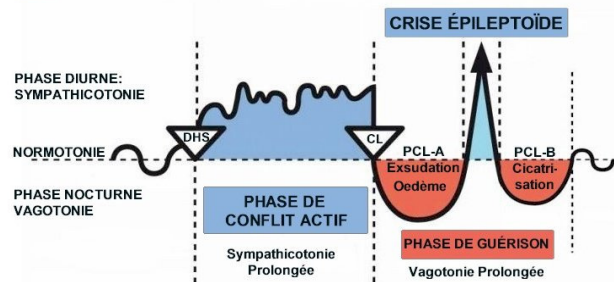 CRISE ÉPILEPTOÏDE
PHASE DIURNE:
SYMPATHICOTONIE
DHS
CL
NORMOTONIE
PCL-A
Exsudation
Oedème
PCL-B
Cicatri-
sation
PHASE NOCTURNE
VAGOTONIE
PHASE DE
CONFLIT ACTIF
Sympathicotonie
Prolongée
PHASE DE GUÉRISON
Vagotonie Prolongée